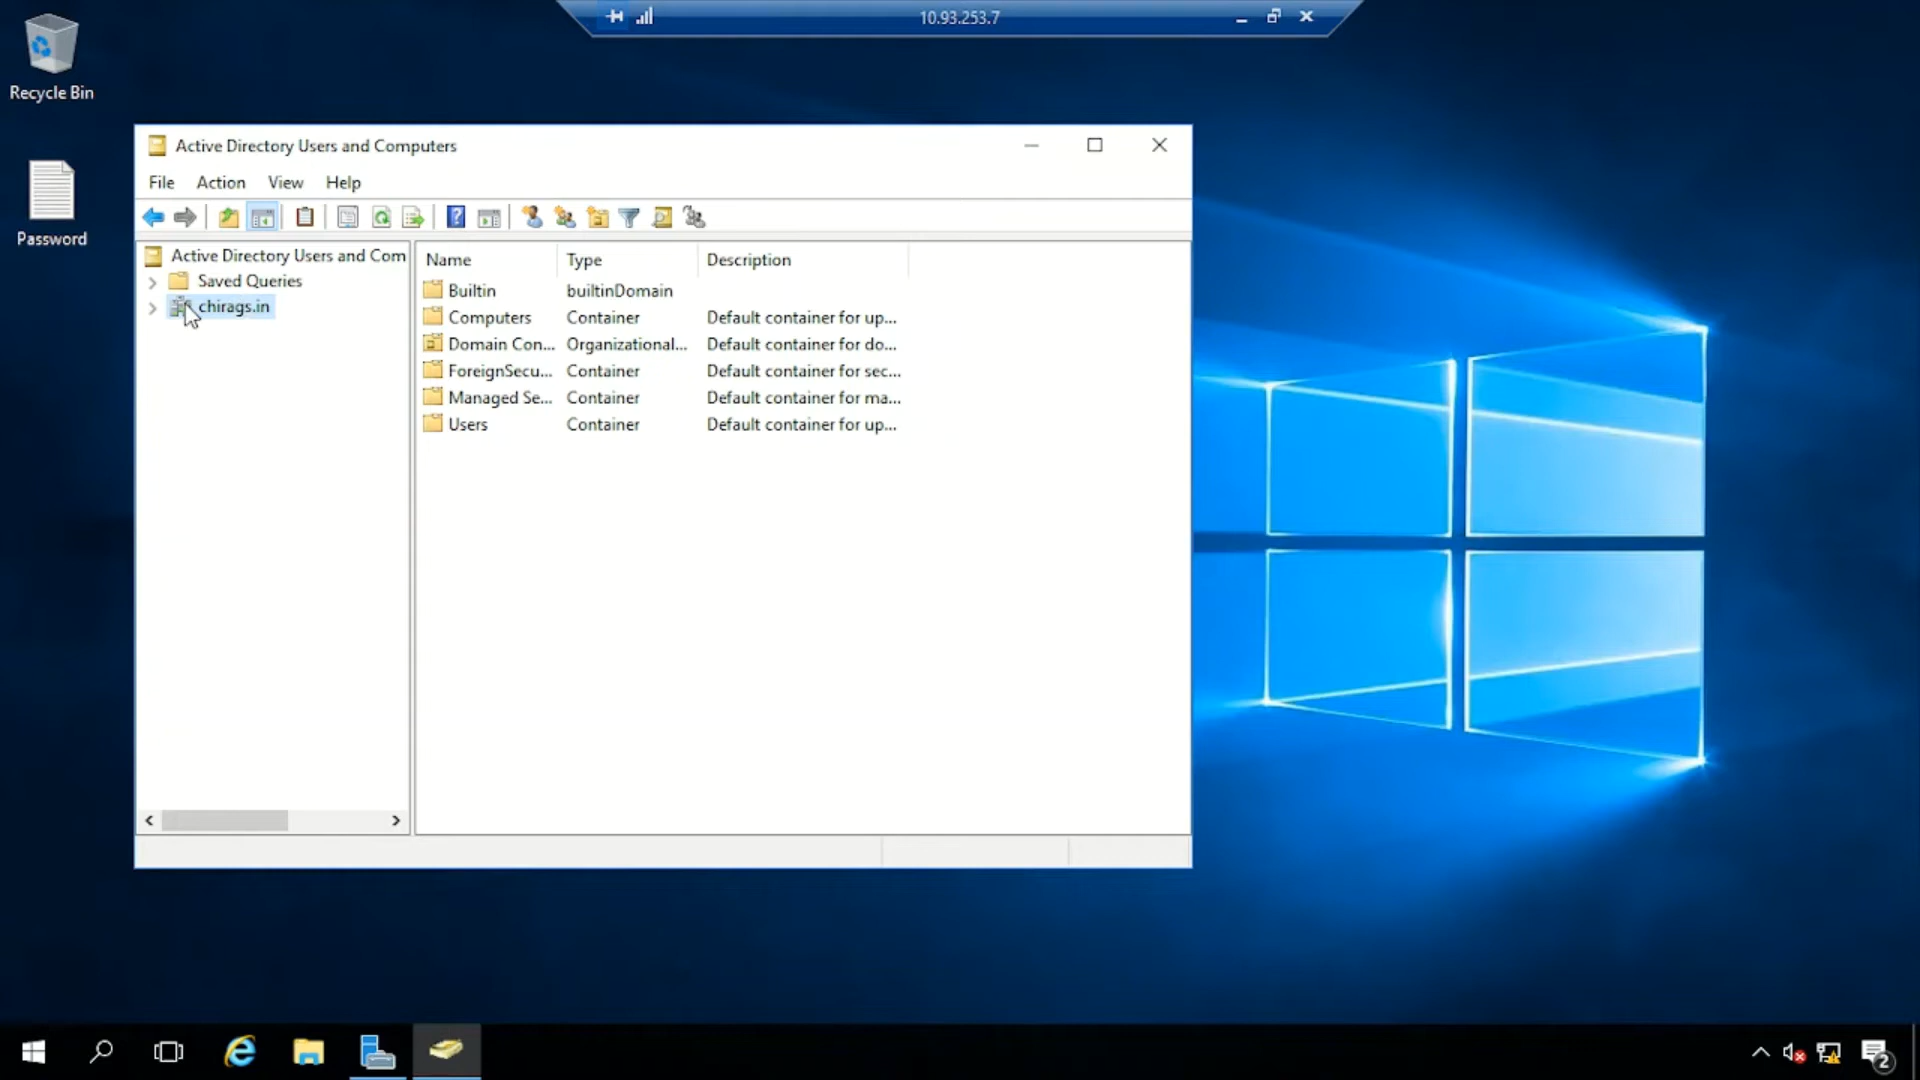 10.93.253.7
Recycle Bin
Password
Active Directory Users and Computers
File Action View Help
Active Directory Users and Com
Saved Queries
chirags.in
Name Type Description
Builtin builtinDomain
Computers Container Default container for up...
Domain Con... Organizational... Default container for do...
ForeignSecu... Container Default container for sec...
Managed Se... Container Default container for ma...
Users Container Default container for up...
2